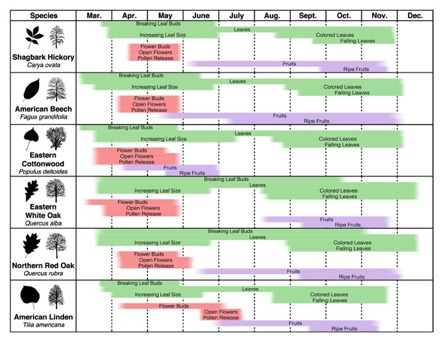 Species Mar. Apr. May June July Aug. Sept. Oct. Nov. Dec.
Breaking Leaf Buds
Leaves
Increasing Leaf Size Colored Leaves
Falling Leaves
Flower Buds
Open Flowers
Pollen Release
Shagbark Hickory
Carya ovata
Fruits
Ripe Fruits
Breaking Leaf Buds
Leaves
Increasing Leaf Size Colored Leaves
Falling Leaves
Flower Buds
Open Flowers
Pollen Release
American Beech
Fagus grandifolia
Fruits
Ripe Fruits
Breaking Leaf Buds
Leaves
Increasing Leaf Size Colored Leaves
Falling Leaves
Flower Buds
Open Flowers
Pollen Release
Eastern
Cottonwood
Populus deltoides
Fruits
Ripe Fruits
Breaking Leaf Buds
Leaves
Increasing Leaf Size Colored Leaves
Falling Leaves
Flower Buds
Open Flowers
Pollen Release
Eastern
White Oak
Quercus alba
Fruits
Ripe Fruits
Breaking Leaf Buds
Leaves
Increasing Leaf Size Colored Leaves
Falling Leaves
Flower Buds
Open Flowers
Pollen Release
Northern Red Oak
Quercus rubra
Fruits
Ripe Fruits
Breaking Leaf Buds
Leaves
Increasing Leaf Size Colored Leaves
Falling Leaves
Flower Buds
Open Flowers
Pollen Release
American Linden
Tilia americana
Fruits
Ripe Fruits